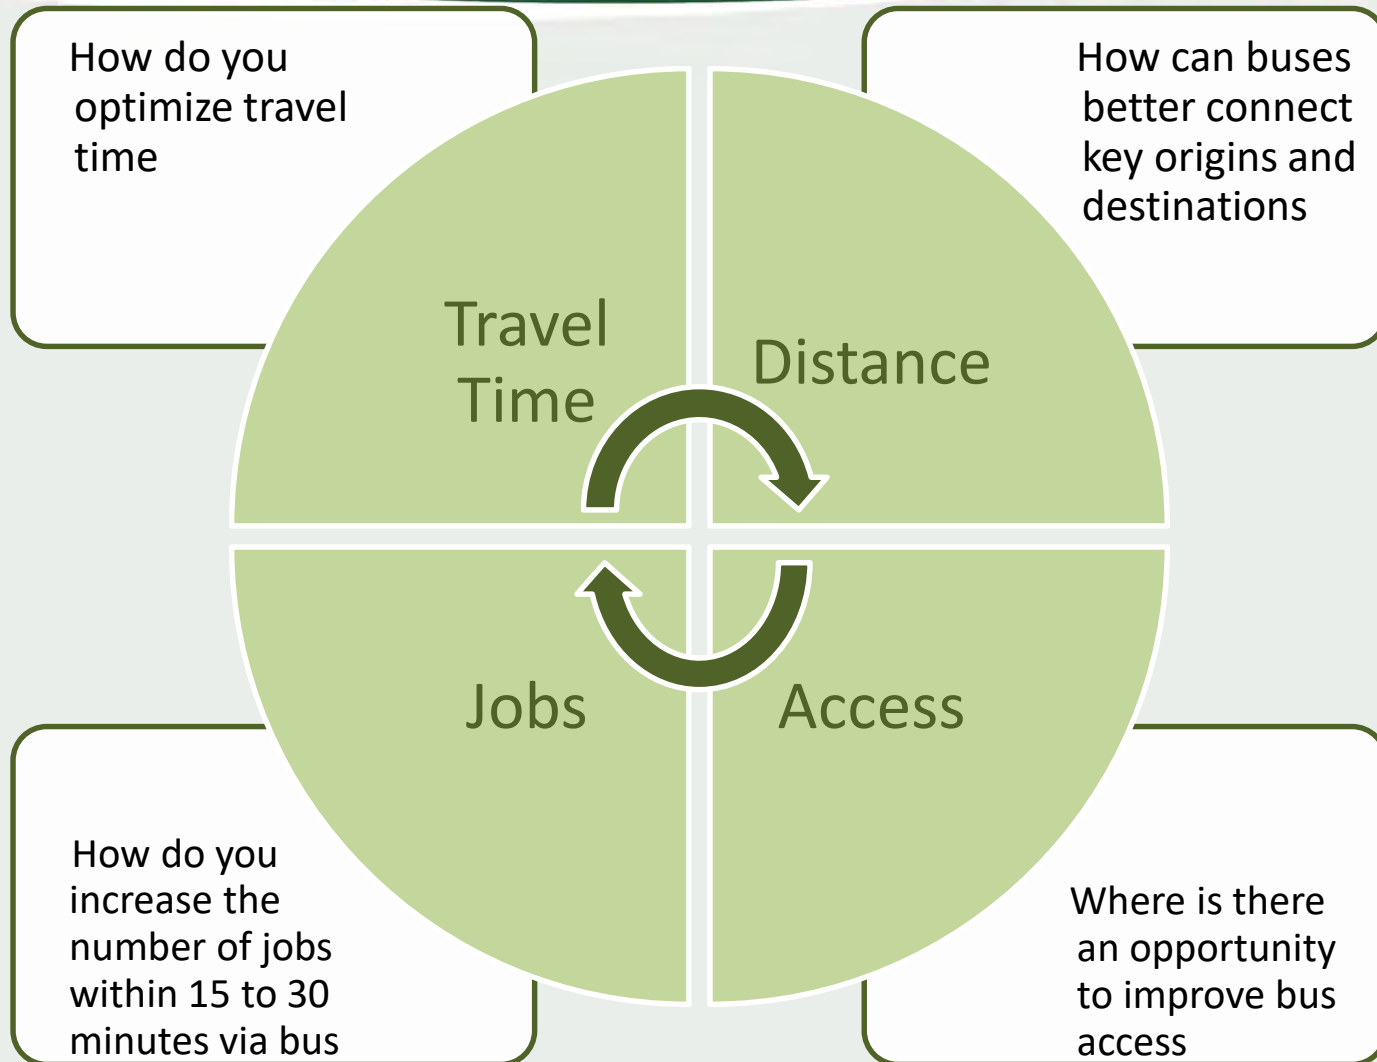 How do you
optimize travel
time
How can buses
better connect
key origins and
destinations
Travel
Time
Distance
Jobs
Access
How do you
increase the
number of jobs
within 15 to 30
minutes via bus
Where is there
an opportunity
to improve bus
access